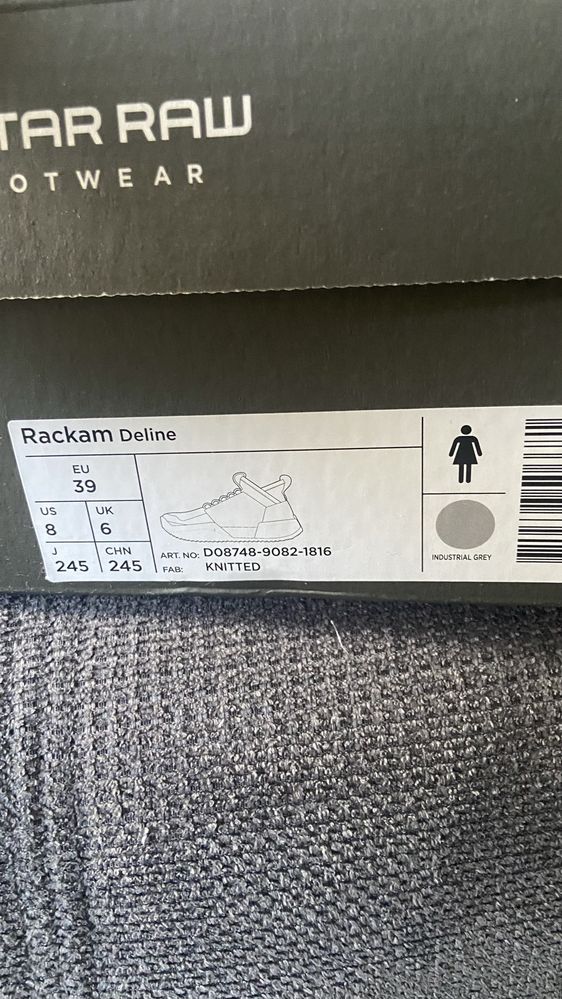 TAR RAW
OTWEAR
Rackam Deline
EU
39
US
8
UK
6
J
245
CHN
245
ART. NO: D08748-9082-1816
FAB: KNITTED
INDUSTRIAL GREY